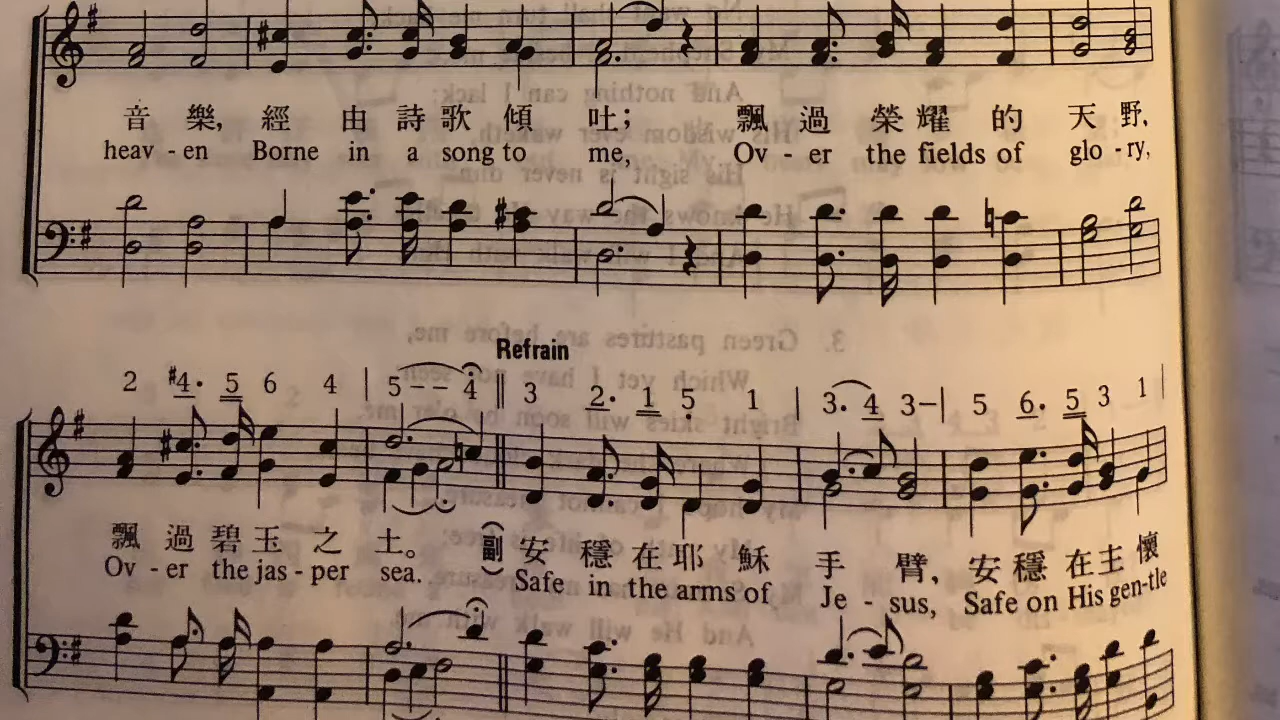 音 樂, 經 由 詩 歌 傾 吐; 飄 過 榮 耀 的 天 野,
heav - en Borne in a song to me, Ov - er the fields of glo - ry,
Refrain
2 #4· 5 6 4 | 5 – – 4 || 3 2· 1 5 1 | 3. 4 3– | 5 6. 5 3 1 |
飄 過 碧 玉 之 土。 (副) 安 穩 在 耶 穌 手 臂, 安 穩 在 主 懷
Ov - er the jas - per sea. Safe in the arms of Je - sus, Safe on His gen-tle